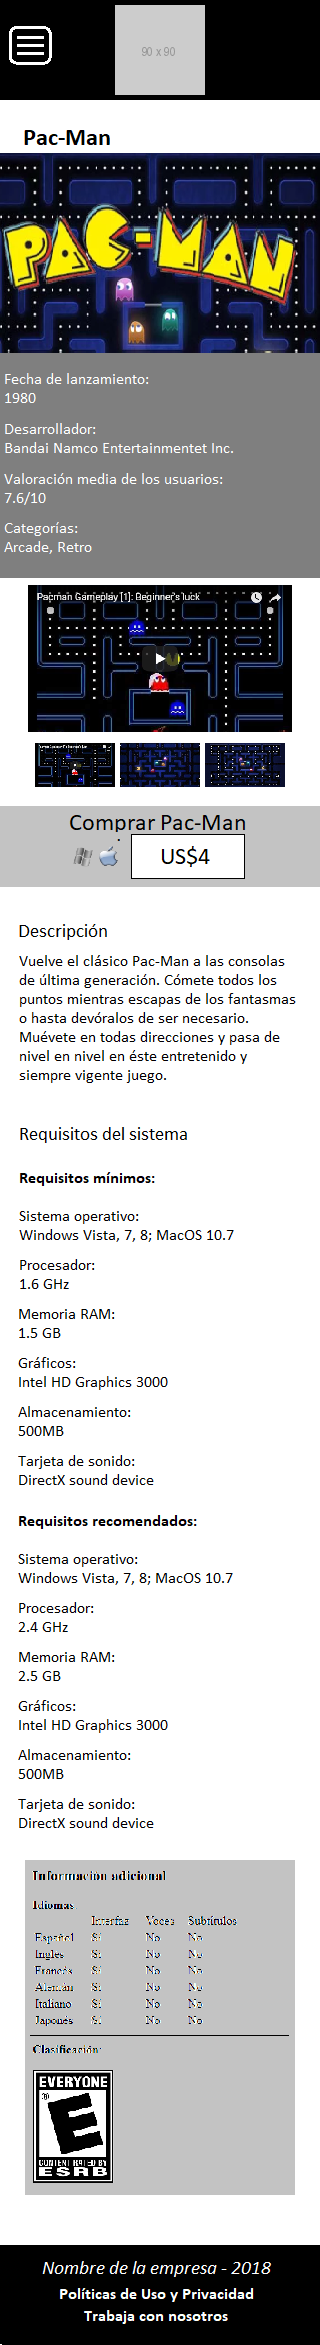 90 x 90
Pac-Man
PAC-MAN
Fecha de lanzamiento:
1980
Desarrollador:
Bandai Namco Entertainmentet Inc.
Valoración media de los usuarios:
7.6/10
Categorías:
Arcade, Retro
Pacman Gameplay [1]: Beginner's luck
Comprar Pac-Man
US$4
Descripción
Vuelve el clásico Pac-Man a las consolas
de última generación. Cómete todos los
puntos mientras escapas de los fantasmas
o hasta devóralos de ser necesario.
Muévete en todas direcciones y pasa de
nivel en nivel en éste entretenido y
siempre vigente juego.
Requisitos del sistema
Requisitos mínimos:
Sistema operativo:
Windows Vista, 7, 8; MacOS 10.7
Procesador:
1.6 GHz
Memoria RAM:
1.5 GB
Gráficos:
Intel HD Graphics 3000
Almacenamiento:
500MB
Tarjeta de sonido:
DirectX sound device
Requisitos recomendados:
Sistema operativo:
Windows Vista, 7, 8; MacOS 10.7
Procesador:
2.4 GHz
Memoria RAM:
2.5 GB
Gráficos:
Intel HD Graphics 3000
Almacenamiento:
500MB
Tarjeta de sonido:
DirectX sound device
Informacion adicional
Idiomas
Interfaz Voces Subtítulos
Español Sí No No
Ingles Sí No No
Francés Sí No No
Alemán Sí No No
Italiano Sí No No
Japonés Sí No No
Clasificación:
EVERYONE
E
®
CONTENT RATED BY
ESRB
Nombre de la empresa - 2018
Políticas de Uso y Privacidad
Trabaja con nosotros